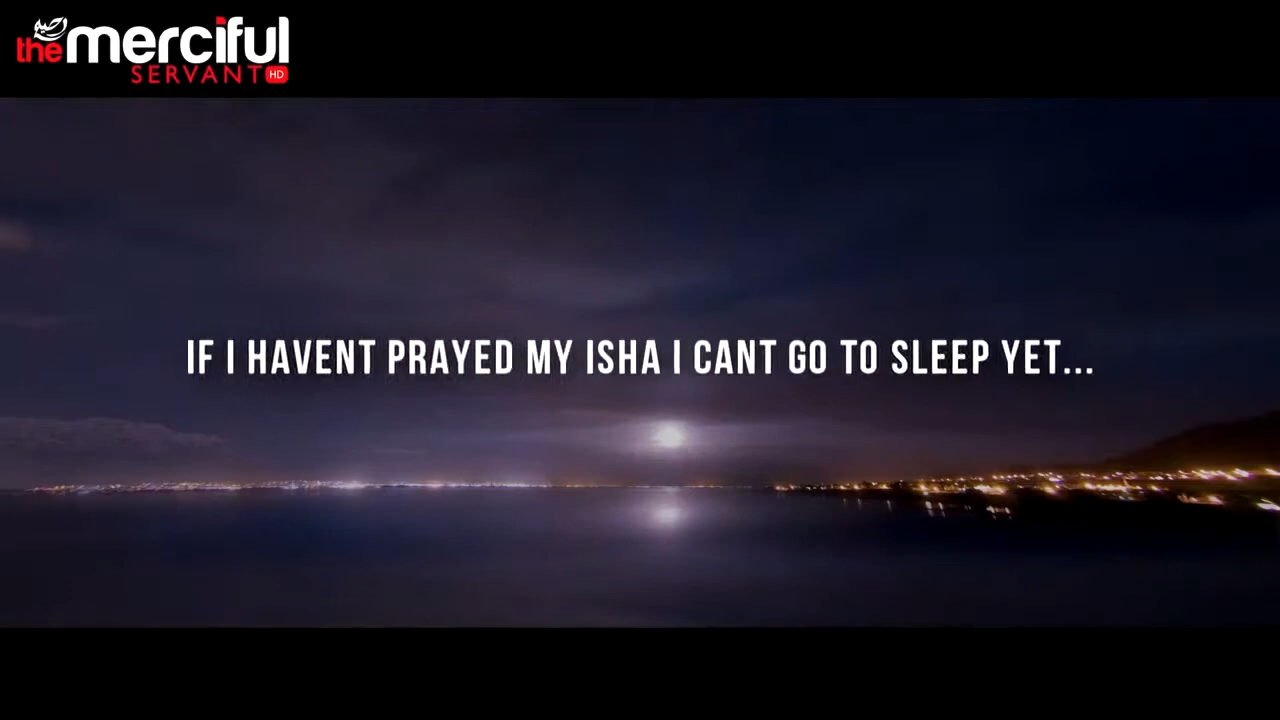 the merciful
SERVANT HD
IF I HAVENT PRAYED MY ISHA I CANT GO TO SLEEP YET...